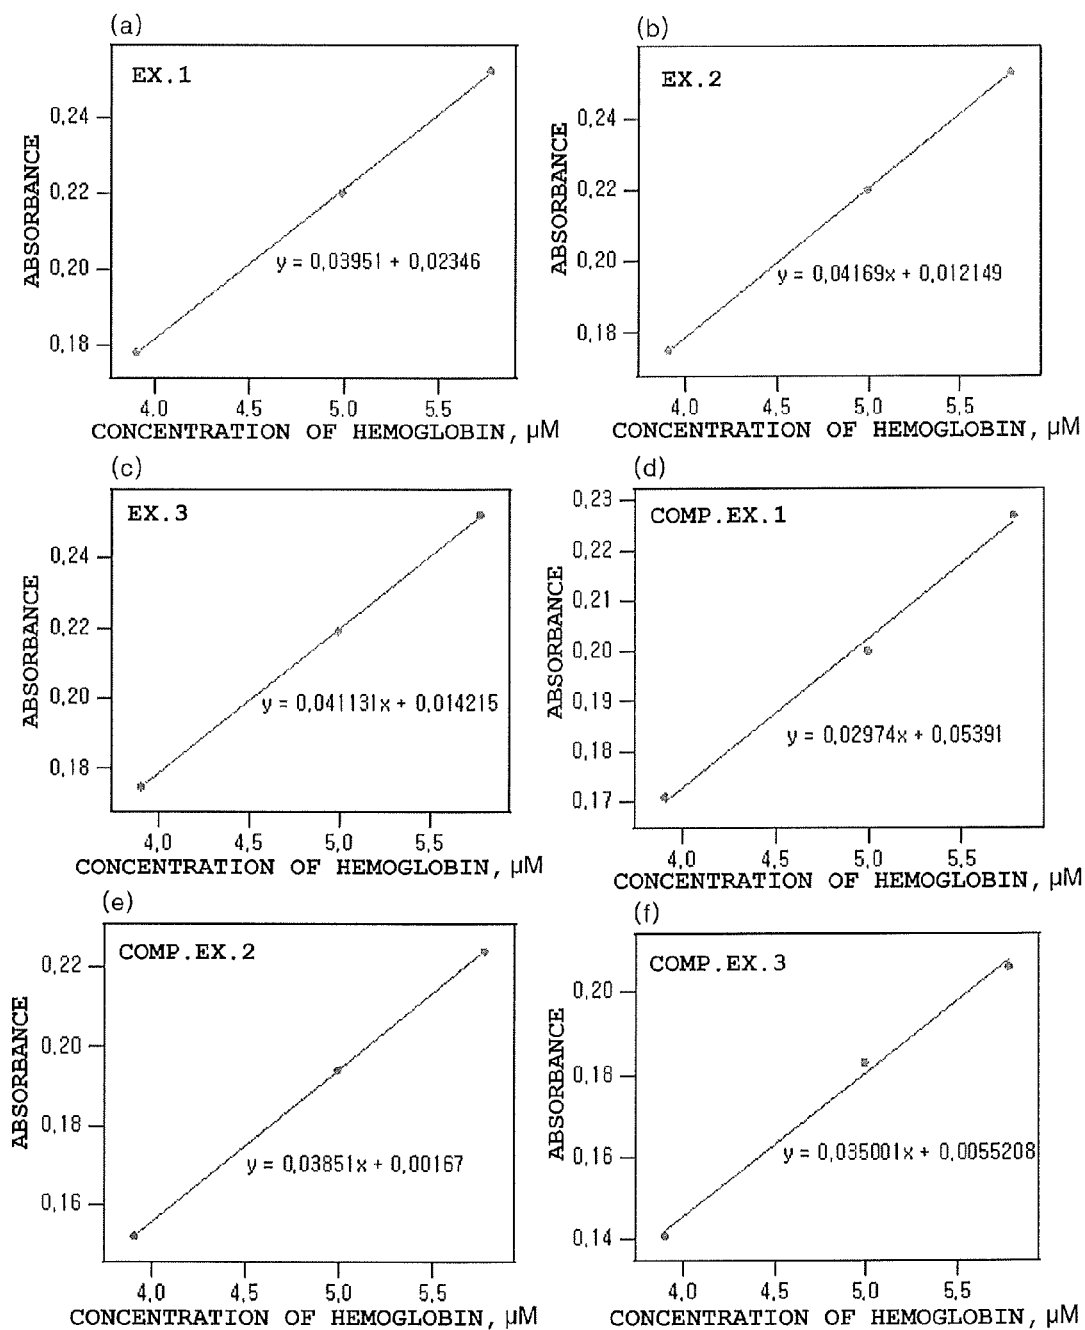 (a)
EX.1
ABSORBANCE
0,24
0,22
0,20
0,18
y = 0,03951 + 0,02346
4,0 4,5 5,0 5,5
CONCENTRATION OF HEMOGLOBIN, μM
(b)
EX.2
ABSORBANCE
0,24
0,22
0,20
0,18
y = 0,04169x + 0,012149
4,0 4,5 5,0 5,5
CONCENTRATION OF HEMOGLOBIN, μM
(c)
EX.3
ABSORBANCE
0,24
0,22
0,20
0,18
y = 0,041131x + 0,014215
4,0 4,5 5,0 5,5
CONCENTRATION OF HEMOGLOBIN, μM
(d)
COMP.EX.1
ABSORBANCE
0,23
0,22
0,21
0,20
0,19
0,18
0,17
y = 0,02974x + 0,05391
4,0 4,5 5,0 5,5
CONCENTRATION OF HEMOGLOBIN, μM
(e)
COMP.EX.2
ABSORBANCE
0,22
0,20
0,18
0,16
y = 0,03851x + 0,00167
4,0 4,5 5,0 5,5
CONCENTRATION OF HEMOGLOBIN, μM
(f)
COMP.EX.3
ABSORBANCE
0,20
0,18
0,16
0,14
y = 0,035001x + 0,0055208
4,0 4,5 5,0 5,5
CONCENTRATION OF HEMOGLOBIN, μM